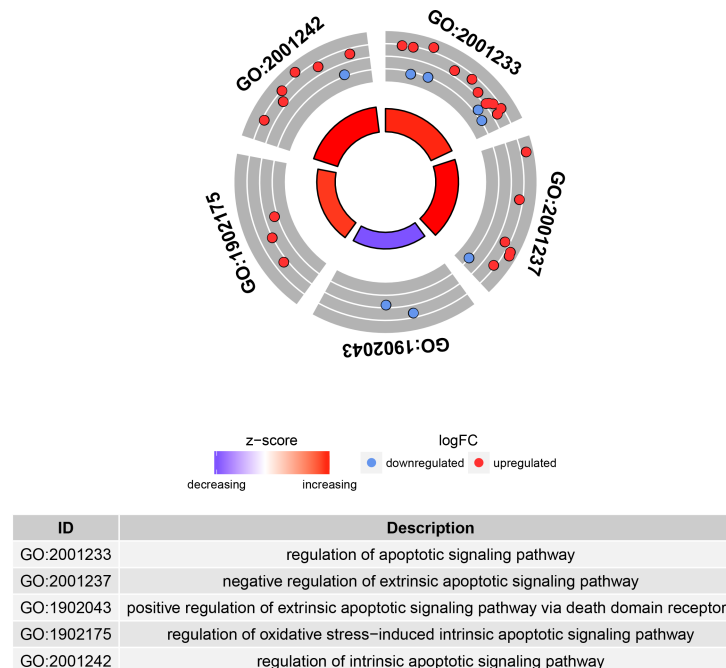 GO:2001242
GO:2001233
GO:1902175
GO:2001237
GO:1902043
z−score
decreasing
increasing
logFC
downregulated
upregulated
ID Description
GO:2001233 regulation of apoptotic signaling pathway
GO:2001237 negative regulation of extrinsic apoptotic signaling pathway
GO:1902043 positive regulation of extrinsic apoptotic signaling pathway via death domain receptor
GO:1902175 regulation of oxidative stress−induced intrinsic apoptotic signaling pathway
GO:2001242 regulation of intrinsic apoptotic signaling pathway